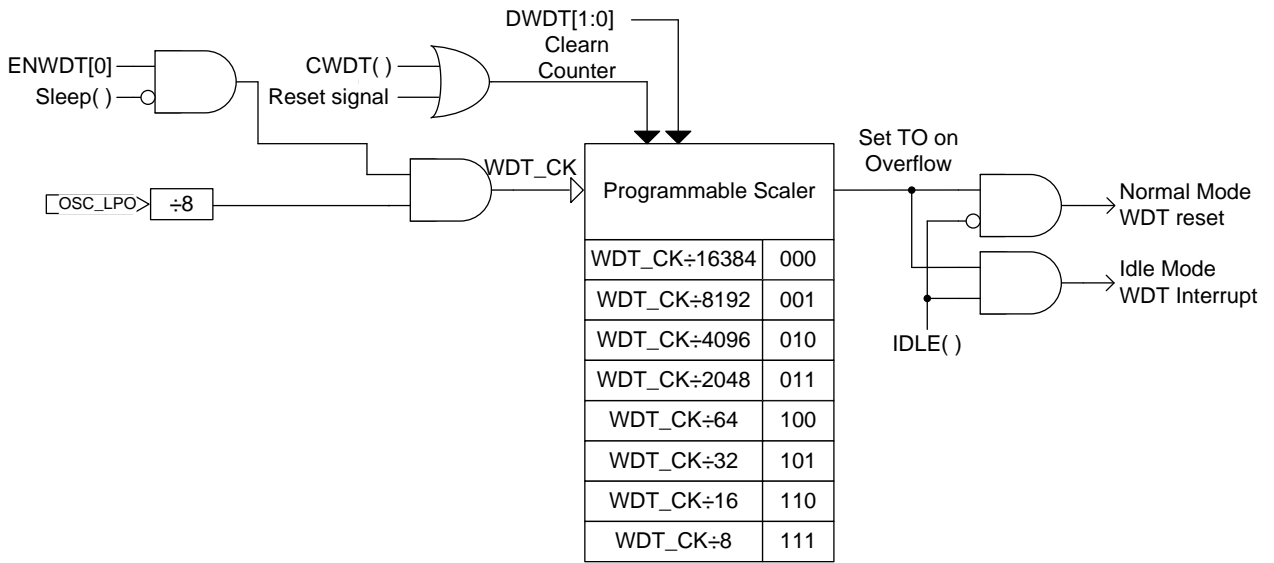 DWDT[1:0]
Clearn
Counter
ENWDT[0]
Sleep( )
CWDT( )
Reset signal
OSC_LPO
÷8
WDT_CK
Programmable Scaler
WDT_CK÷16384 000
WDT_CK÷8192 001
WDT_CK÷4096 010
WDT_CK÷2048 011
WDT_CK÷64 100
WDT_CK÷32 101
WDT_CK÷16 110
WDT_CK÷8 111
Set TO on
Overflow
Normal Mode
WDT reset
Idle Mode
WDT Interrupt
IDLE( )